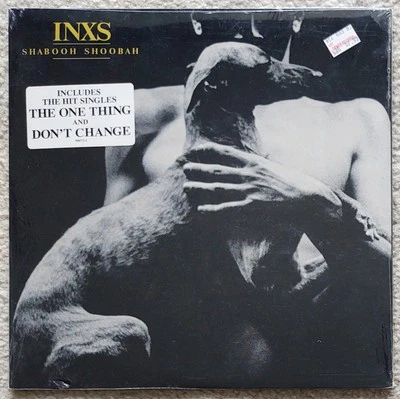 INXS
SHABOOH SHOOBAH
INCLUDES
THE HIT SINGLES
THE ONE THING
AND
DON'T CHANGE